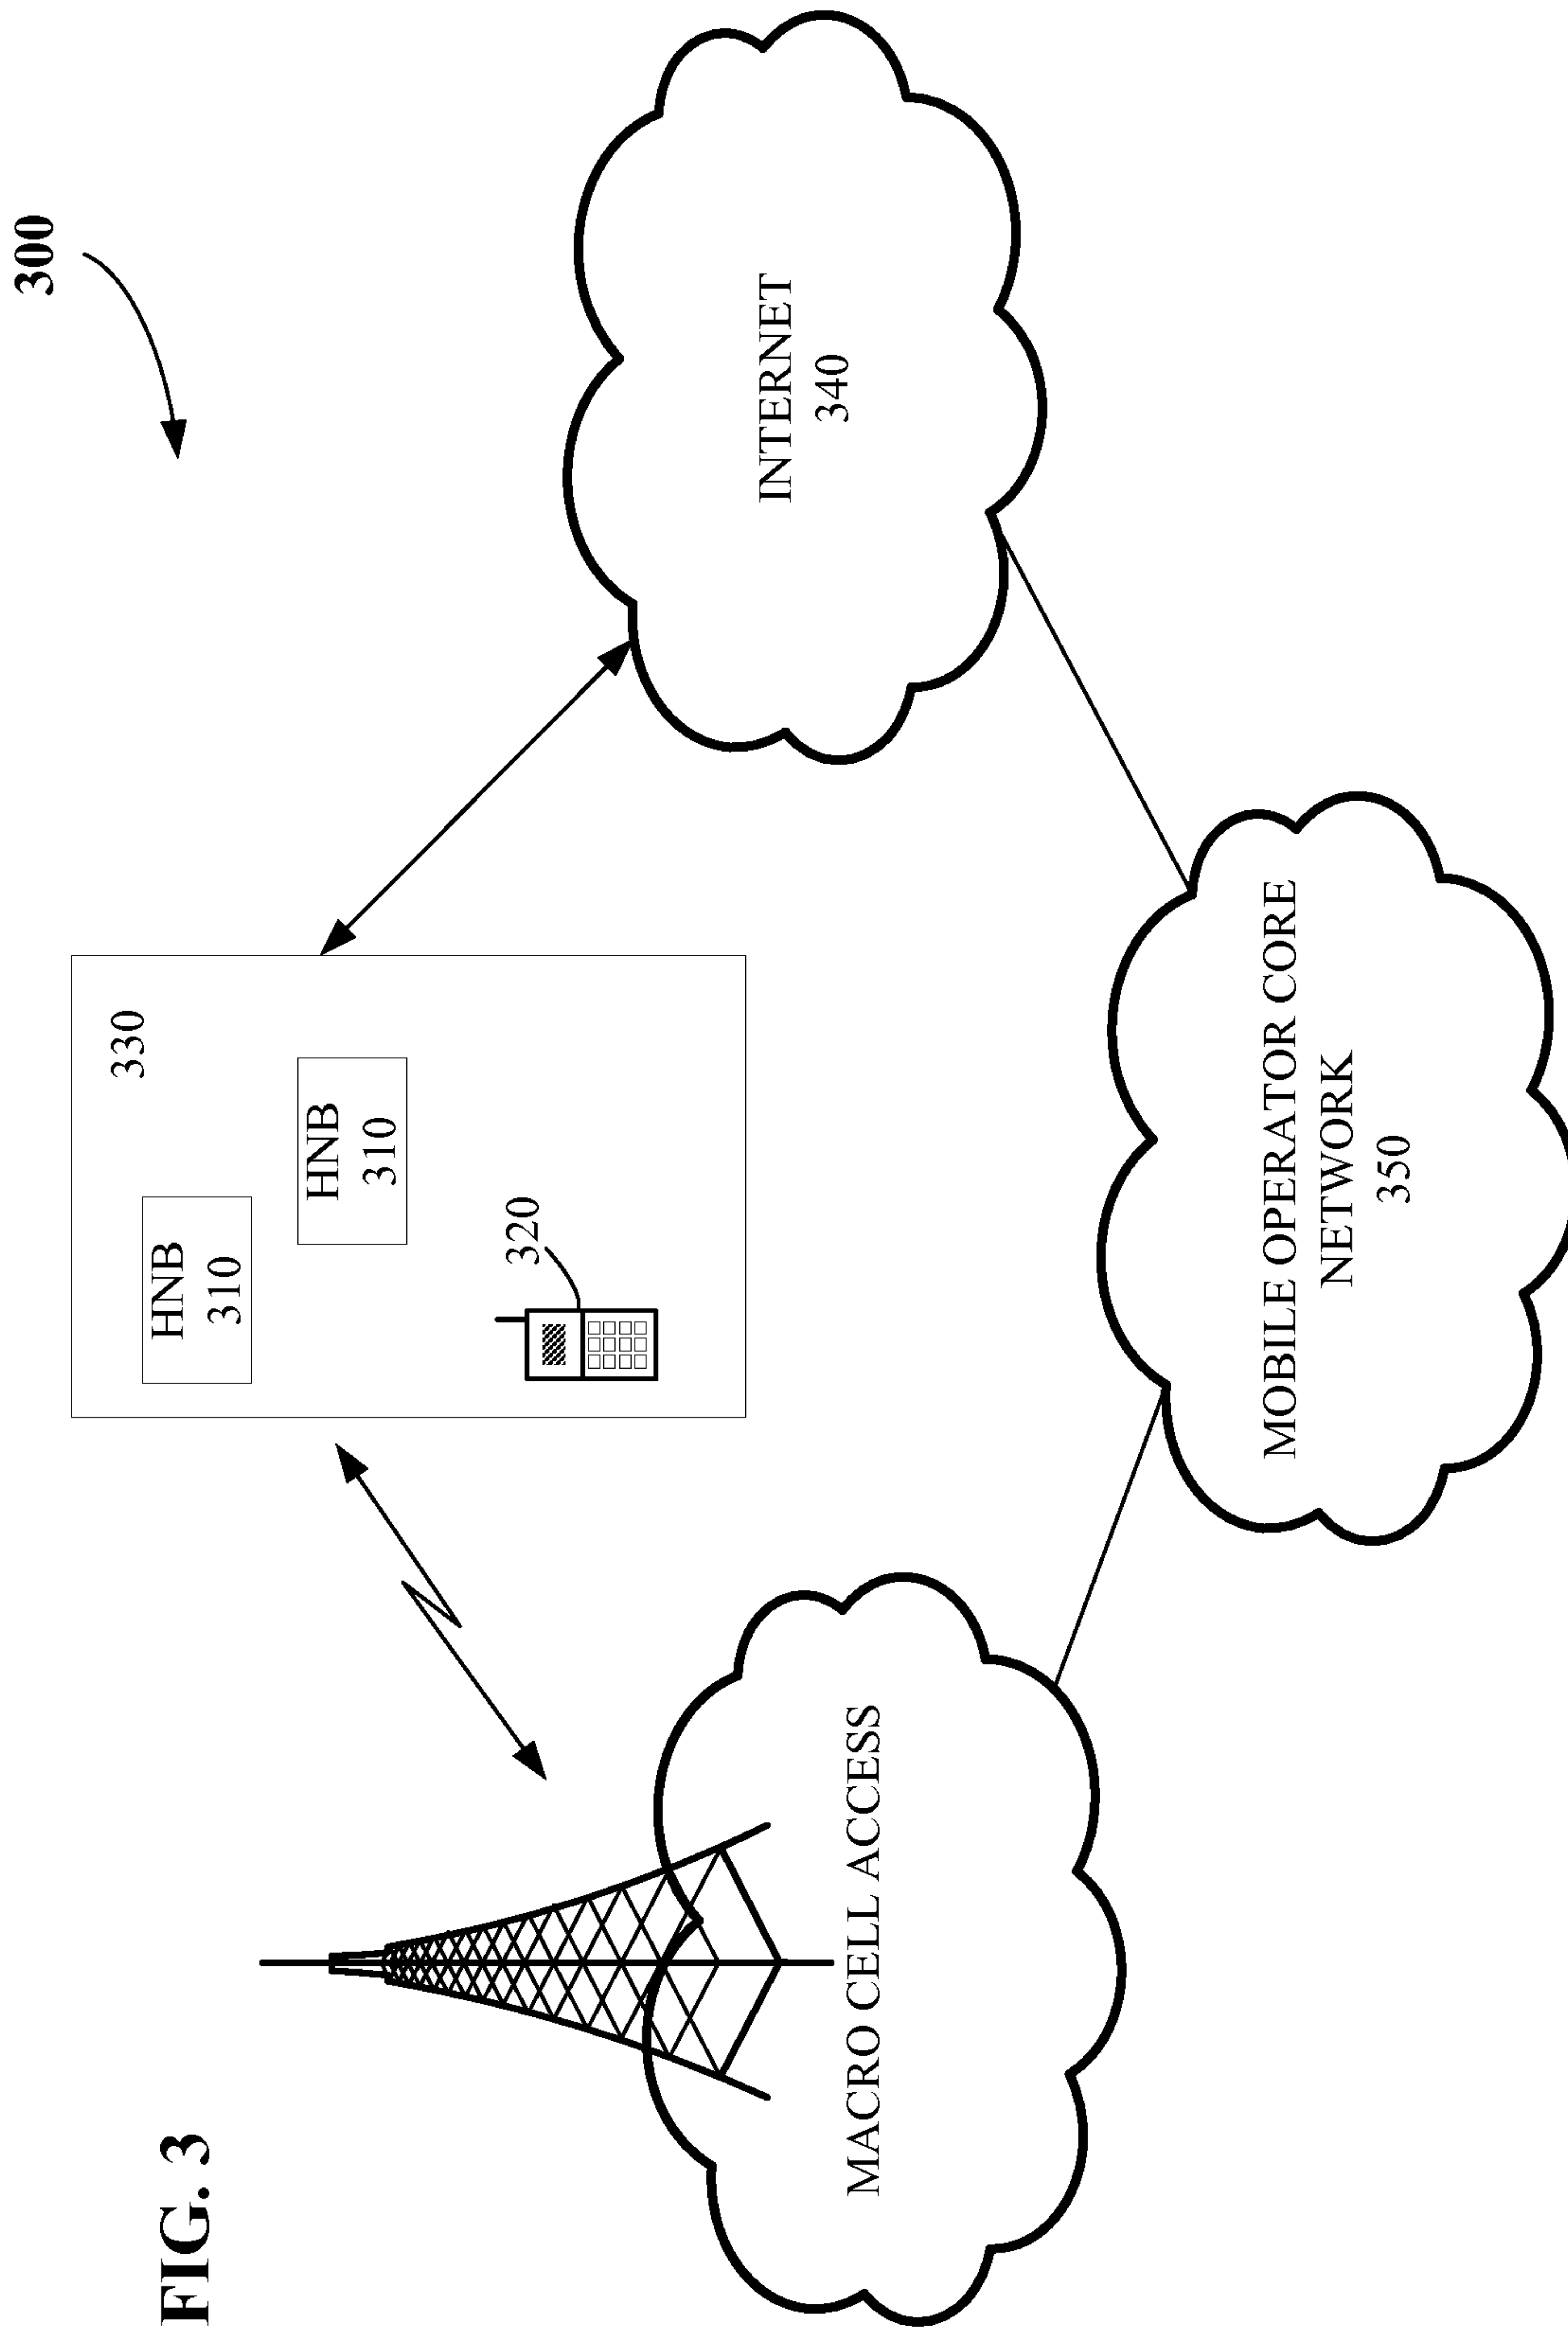 FIG. 3
300
330
HNB
310
HNB
310
320
INTERNET
340
MACRO CELL ACCESS
MOBILE OPERATOR CORE
NETWORK
350